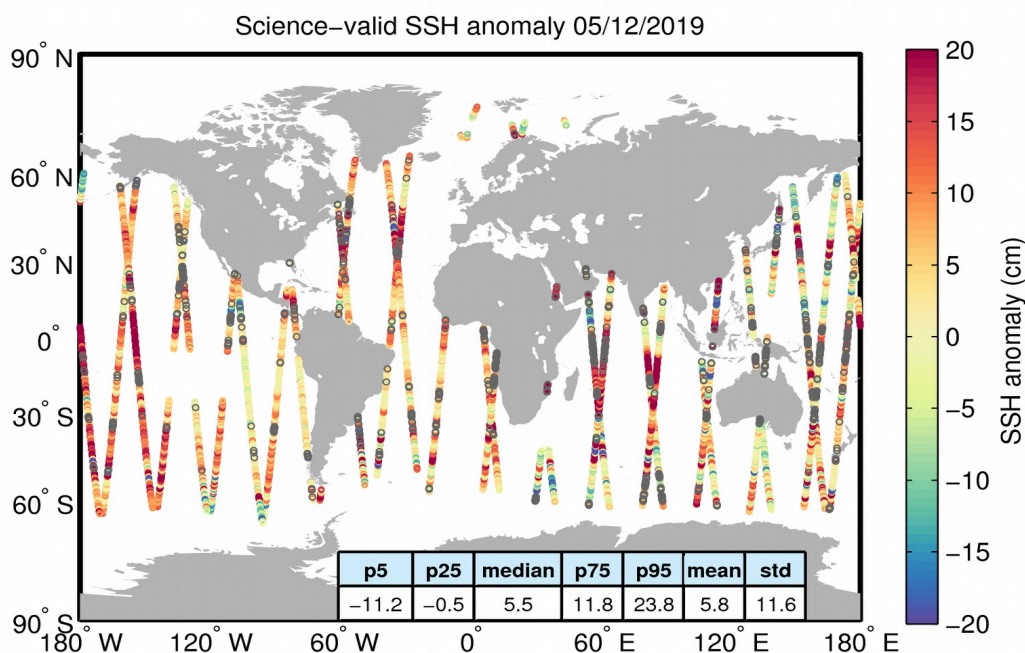 Science−valid SSH anomaly 05/12/2019
90° N
60° N
30° N
0°
30° S
60° S
90° S
180° W
120° W
60° W
0°
60° E
120° E
180° E
p5 p25 median p75 p95 mean std
−11.2 −0.5 5.5 11.8 23.8 5.8 11.6
20
15
10
5
0
−5
−10
−15
−20
SSH anomaly (cm)